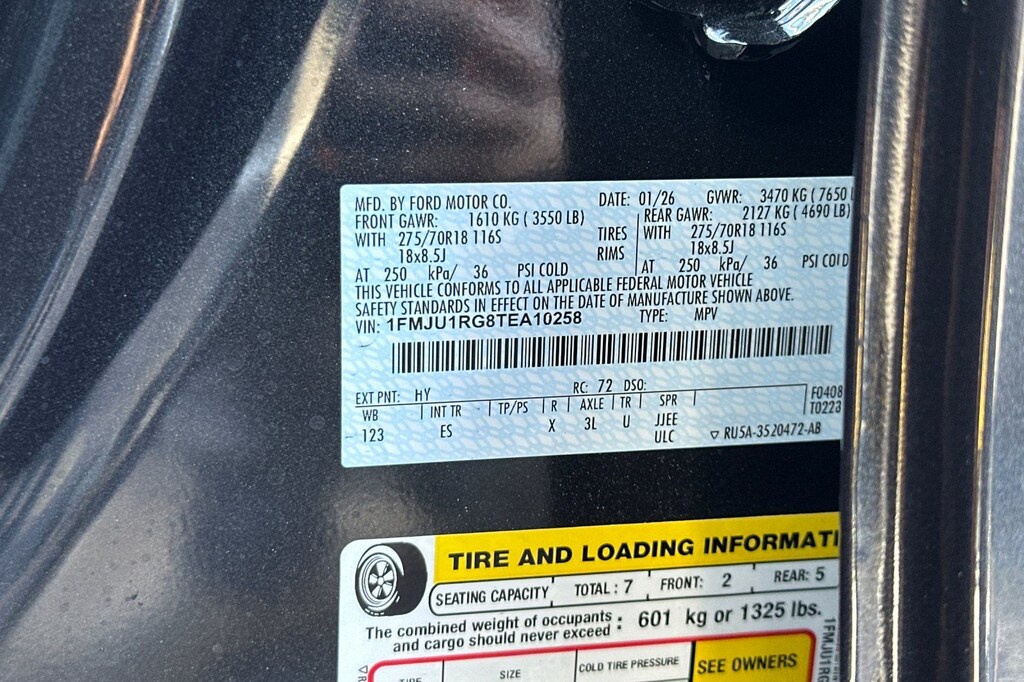 MFD. BY FORD MOTOR CO. DATE: 01/26 GVWR: 3470 KG ( 7650 L
FRONT GAWR: 1610 KG ( 3550 LB) REAR GAWR: 2127 KG ( 4690 LB)
WITH 275/70R18 116S TIRES WITH 275/70R18 116S
18x8.5J RIMS 18x8.5J
AT 250 kPa/ 36 PSI COLD AT 250 kPa/ 36 PSI COLD
THIS VEHICLE CONFORMS TO ALL APPLICABLE FEDERAL MOTOR VEHICLE
SAFETY STANDARDS IN EFFECT ON THE DATE OF MANUFACTURE SHOWN ABOVE.
VIN: 1FMJU1RG8TEA10258 TYPE: MPV
EXT PNT: HY RC: 72 DSO:
WB INT TR TP/PS R AXLE TR SPR F0408
T0223
123 ES X 3L U JJEE
ULC ▽ RU5A-3520472-AB
TIRE AND LOADING INFORMATI
SEATING CAPACITY TOTAL : 7 FRONT: 2 REAR: 5
The combined weight of occupants
and cargo should never exceed : 601 kg or 1325 lbs.
TIRE SIZE COLD TIRE PRESSURE SEE OWNERS
1FMJU1RG